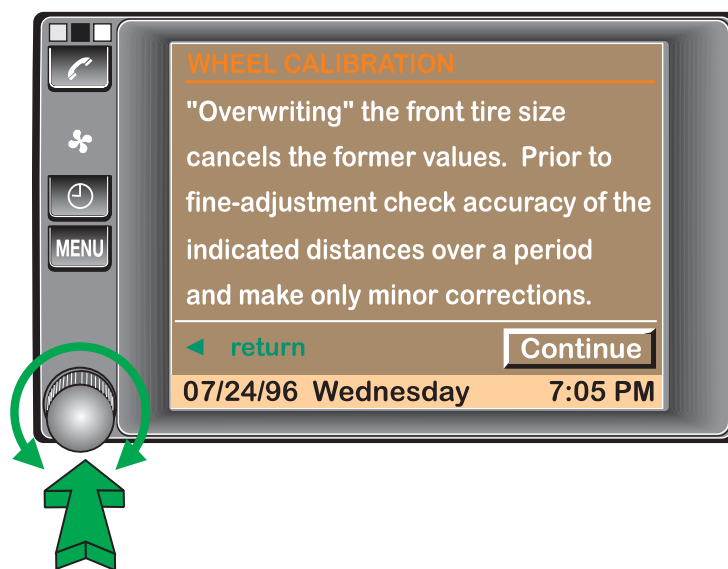 WHEEL CALIBRATION
"Overwriting" the front tire size
cancels the former values. Prior to
fine-adjustment check accuracy of the
indicated distances over a period
and make only minor corrections.
return
Continue
07/24/96 Wednesday 7:05 PM
MENU